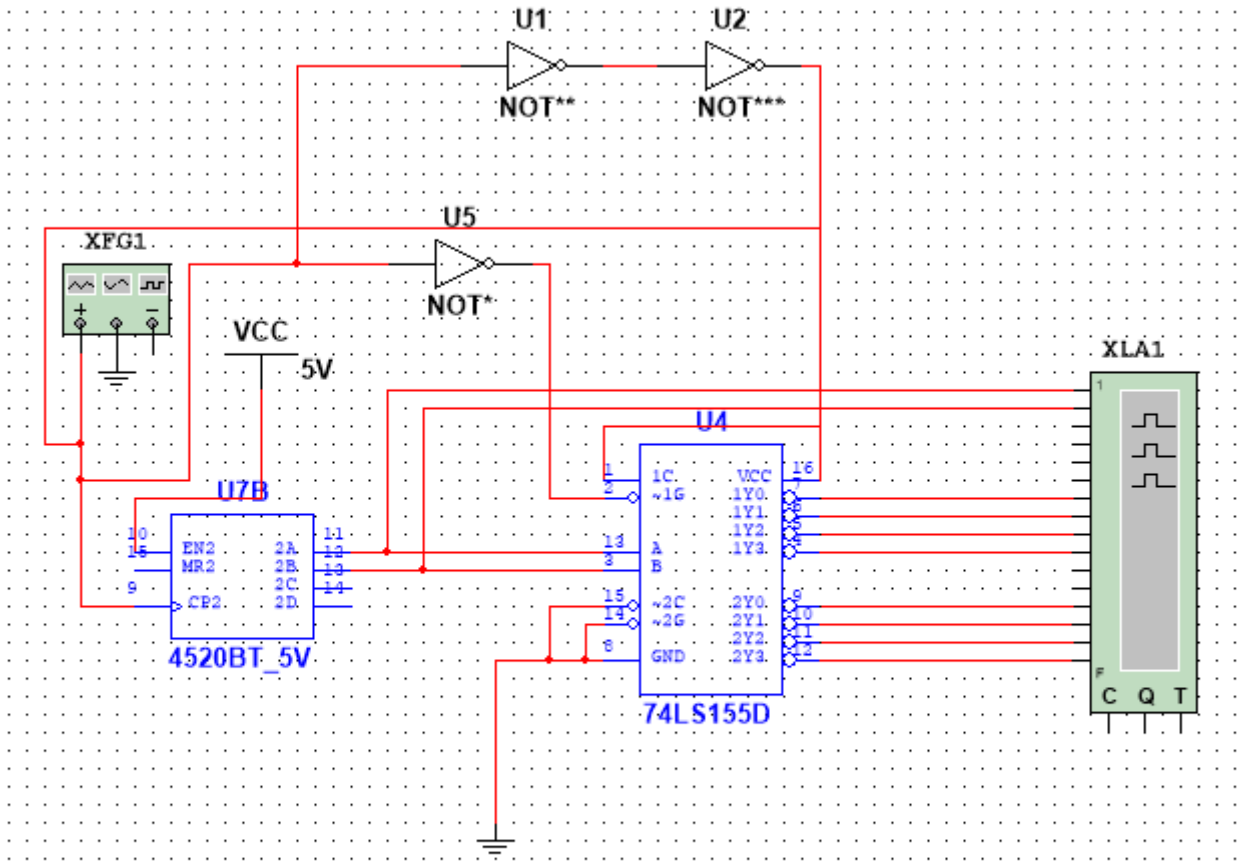 U1
U2
NOT**
NOT***
U5
XFG1
NOT*
VCC
5V
XLA1
1
U4
1 1C VCC 16
2 ~1G 1Y0 7
1Y1 6
1Y2 5
13 A 1Y3 4
3 B
15 ~2C 2Y0 9
14 ~2G 2Y1 10
2Y2 11
8 GND 2Y3 12
74LS155D
U7B
10 EN2 2A 11
15 MR2 2B 12
2C 13
9 CP2 2D 14
4520BT_5V
F
C Q T
+
−